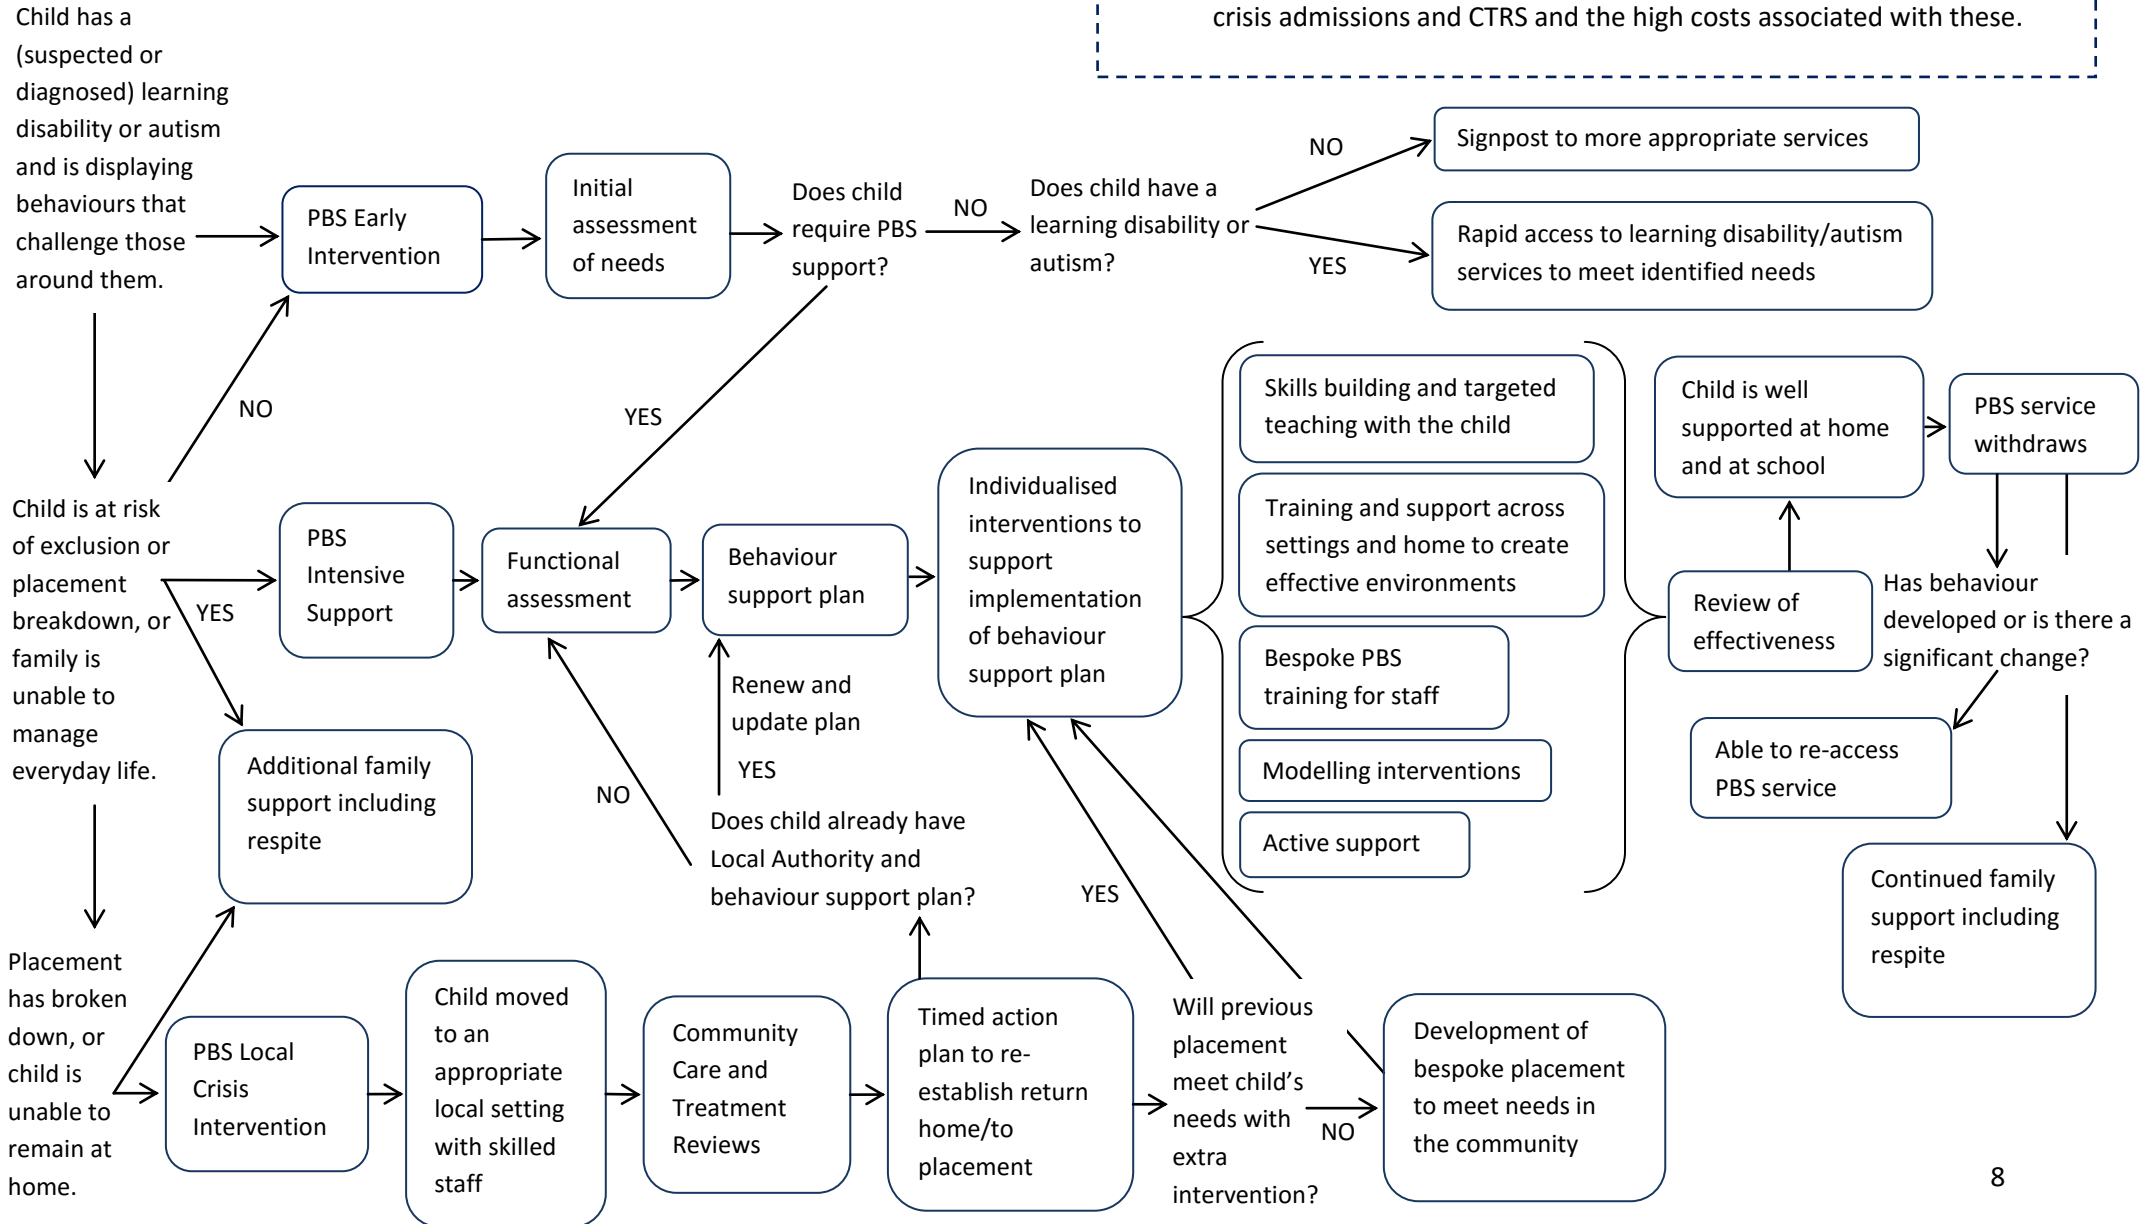 crisis admissions and CTRS and the high costs associated with these.
Child has a
(suspected or
diagnosed) learning
disability or autism
and is displaying
behaviours that
challenge those
around them.
PBS Early
Intervention
Initial
assessment
of needs
Does child
require PBS
support?
NO
Does child have a
learning disability or
autism?
NO
Signpost to more appropriate services
YES
Rapid access to learning disability/autism
services to meet identified needs
NO
YES
Child is at risk
of exclusion or
placement
breakdown, or
family is
unable to
manage
everyday life.
YES
PBS
Intensive
Support
Functional
assessment
Behaviour
support plan
Individualised
interventions to
support
implementation
of behaviour
support plan
Skills building and targeted
teaching with the child
Training and support across
settings and home to create
effective environments
Bespoke PBS
training for staff
Modelling interventions
Active support
Review of
effectiveness
Child is well
supported at home
and at school
PBS service
withdraws
Has behaviour
developed or is there a
significant change?
Able to re-access
PBS service
Continued family
support including
respite
Additional family
support including
respite
Renew and
update plan
YES
NO
Does child already have
Local Authority and
behaviour support plan?
Placement
has broken
down, or
child is
unable to
remain at
home.
PBS Local
Crisis
Intervention
Child moved
to an
appropriate
local setting
with skilled
staff
Community
Care and
Treatment
Reviews
Timed action
plan to re-
establish return
home/to
placement
YES
Will previous
placement
meet child’s
needs with
extra
intervention?
NO
Development of
bespoke placement
to meet needs in
the community
8